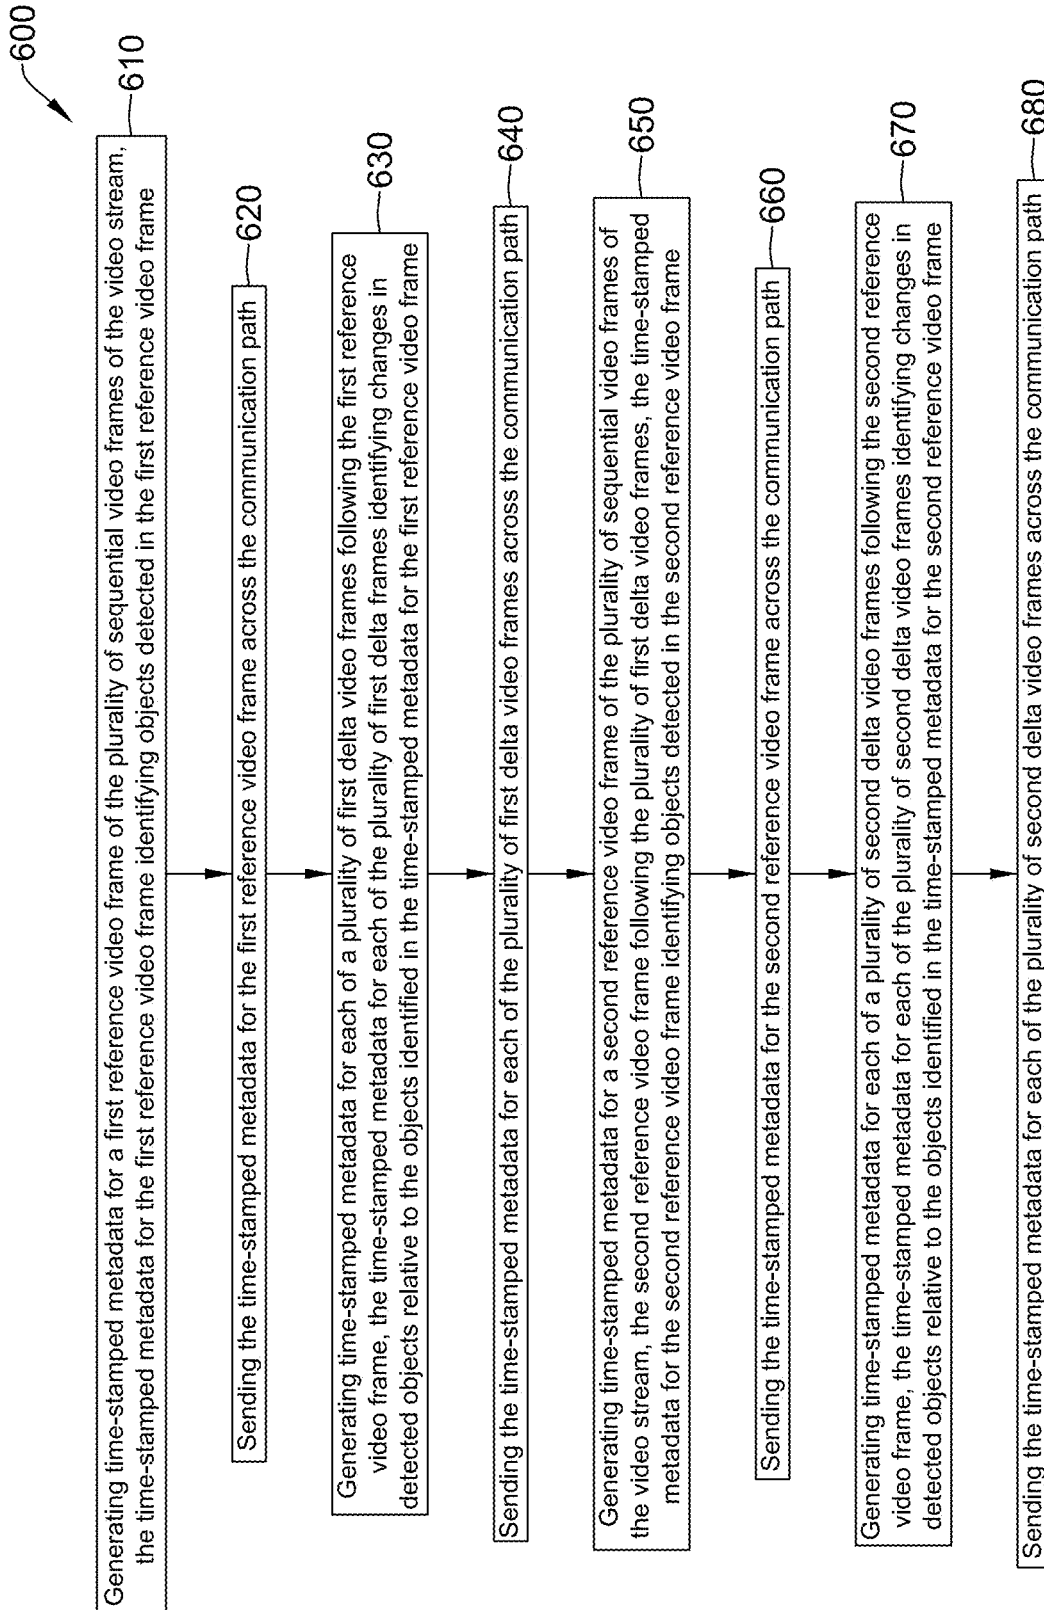 600
610
Generating time-stamped metadata for a first reference video frame of the plurality of sequential video frames of the video stream,
the time-stamped metadata for the first reference video frame identifying objects detected in the first reference video frame
620
Sending the time-stamped metadata for the first reference video frame across the communication path
630
Generating time-stamped metadata for each of a plurality of first delta video frames following the first reference
video frame, the time-stamped metadata for each of the plurality of first delta frames identifying changes in
detected objects relative to the objects identified in the time-stamped metadata for the first reference video frame
640
Sending the time-stamped metadata for each of the plurality of first delta video frames across the communication path
650
Generating time-stamped metadata for a second reference video frame of the plurality of sequential video frames of
the video stream, the second reference video frame following the plurality of first delta video frames, the time-stamped
metadata for the second reference video frame identifying objects detected in the second reference video frame
660
Sending the time-stamped metadata for the second reference video frame across the communication path
670
Generating time-stamped metadata for each of a plurality of second delta video frames following the second reference
video frame, the time-stamped metadata for each of the plurality of second delta video frames identifying changes in
detected objects relative to the objects identified in the time-stamped metadata for the second reference video frame
680
Sending the time-stamped metadata for each of the plurality of second delta video frames across the communication path